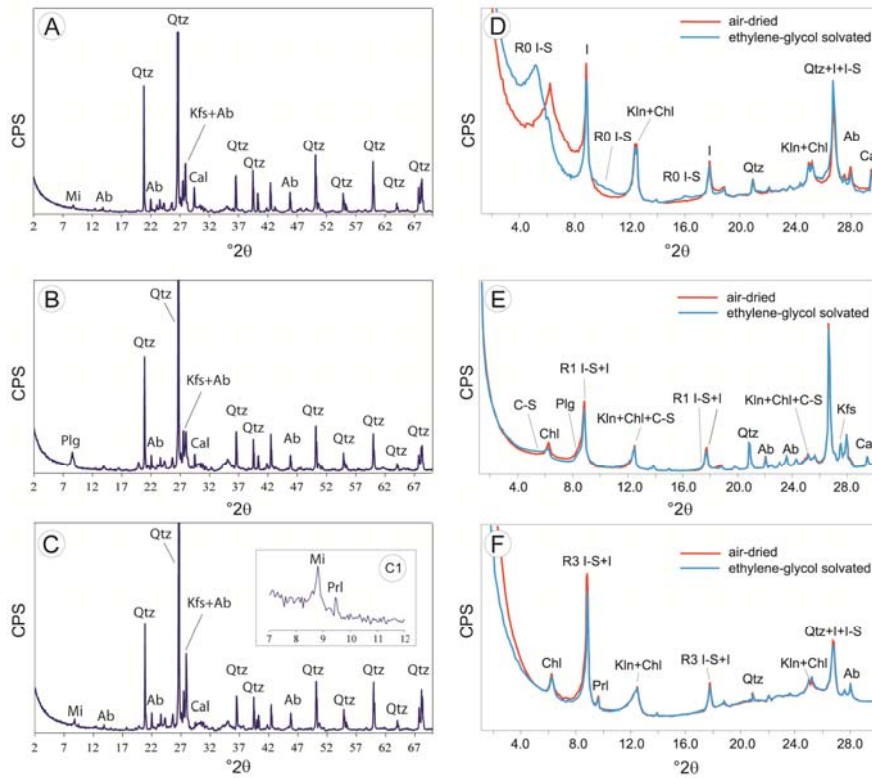 A
Qtz
Qtz
Kfs+Ab
Qtz
Qtz
Qtz
Qtz
Qtz
Mi
Ab
Ab
Cal
Ab
Qtz
CPS
2 7 12 17 22 27 32 37 42 47 52 57 62 67
°2θ
D
air-dried
ethylene-glycol solvated
R0 I-S
I
Qtz+I+I-S
Kln+Chl
R0 I-S
R0 I-S
I
Qtz
Kln+Chl
Ab
Ca
CPS
4.0 8.0 12.0 16.0 20.0 24.0 28.0
°2θ
B
Qtz
Qtz
Kfs+Ab
Qtz
Qtz
Qtz
Qtz
Qtz
Plg
Ab
Cal
Ab
Qtz
Qtz
CPS
2 7 12 17 22 27 32 37 42 47 52 57 62 67
°2θ
E
air-dried
ethylene-glycol solvated
R1 I-S+I
C-S
Chl
Plg
Kln+Chl+C-S
R1 I-S+I
Qtz
Kln+Chl+C-S
Kfs
Ab
Ab
Ca
CPS
4.0 8.0 12.0 16.0 20.0 24.0 28.0
°2θ
C
Qtz
Qtz
Kfs+Ab
C1
Mi
Prl
7 8 9 10 11 12
Qtz
Qtz
Qtz
Qtz
Qtz
Mi
Ab
Ab
Cal
Ab
Qtz
Qtz
CPS
2 7 12 17 22 27 32 37 42 47 52 57 62 67
°2θ
F
air-dried
ethylene-glycol solvated
R3 I-S+I
Chl
Prl
Kln+Chl
R3 I-S+I
Qtz
Qtz+I+I-S
Kln+Chl
Ab
CPS
4.0 8.0 12.0 16.0 20.0 24.0 28.0
°2θ